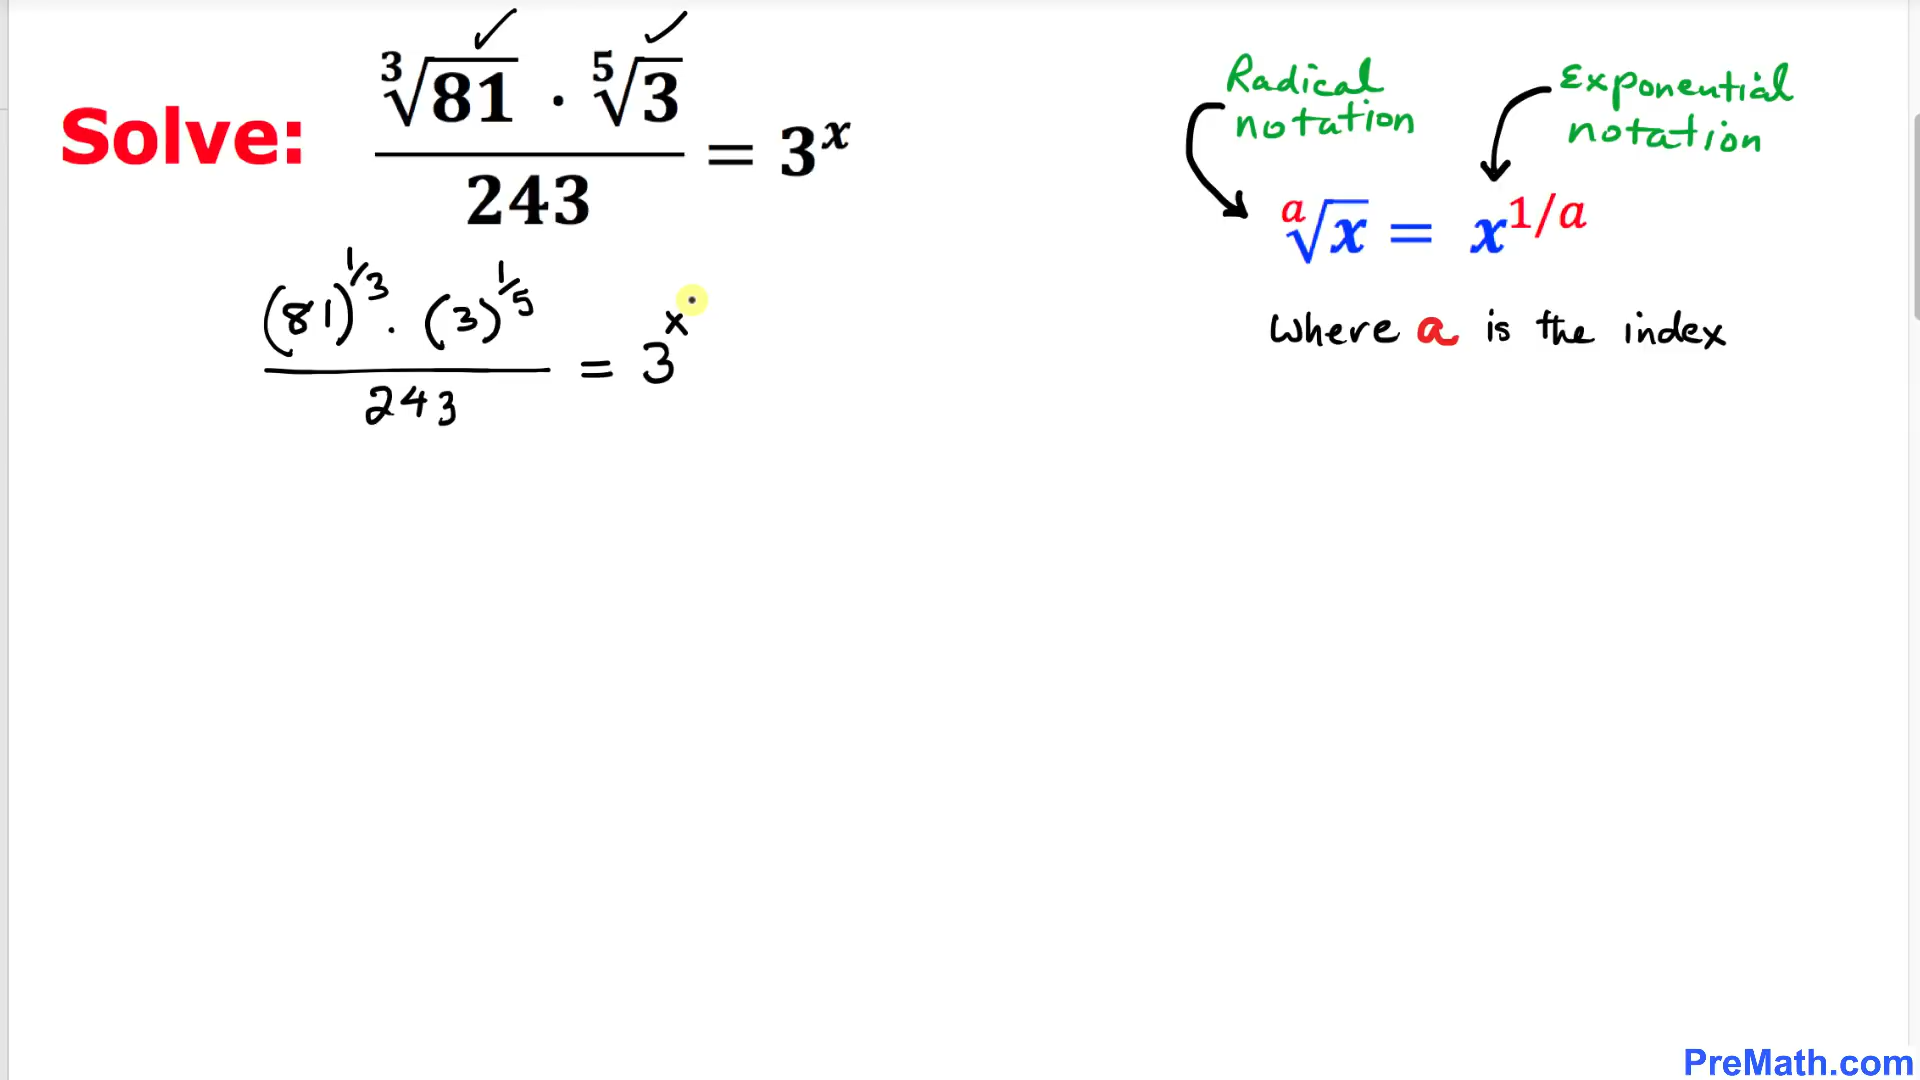 Solve: ∛81 · ⁵√3 / 243 = 3ˣ
(81)^1/3 · (3)^1/5 / 243 = 3^x
Radical notation
Exponential notation
ᵃ√x = x^1/a
Where a is the index
PreMath.com